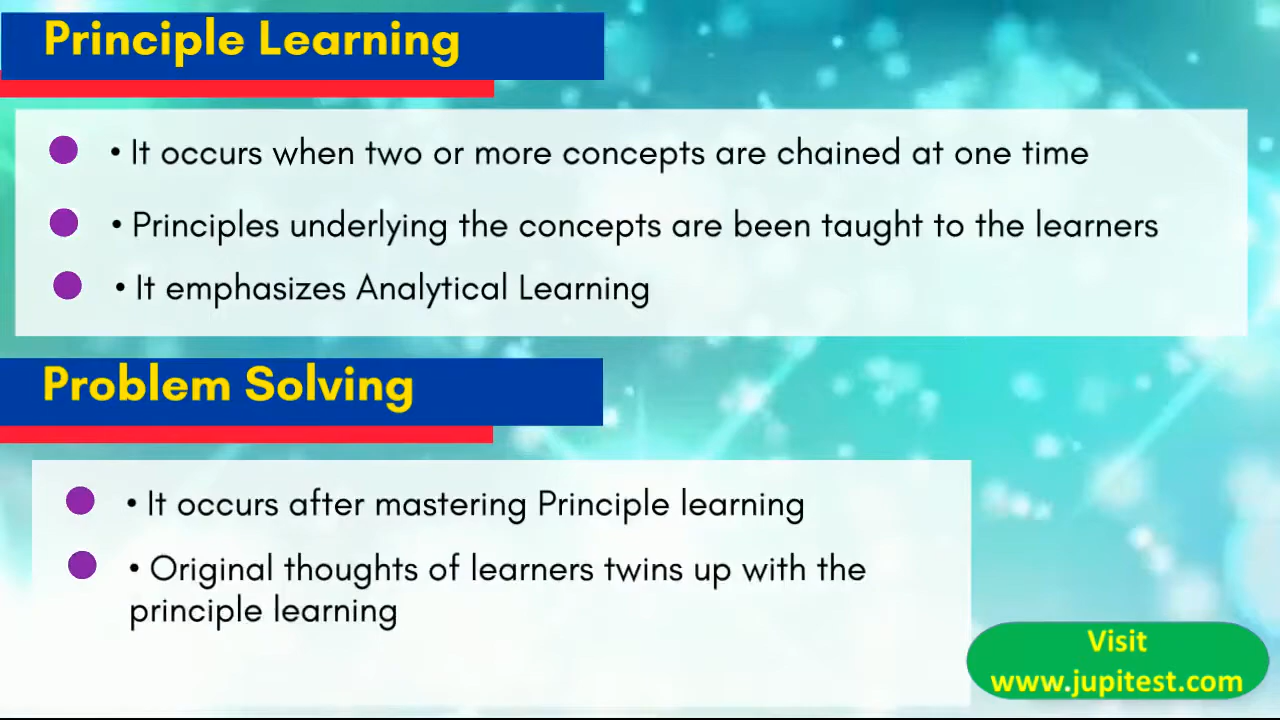 Principle Learning
• It occurs when two or more concepts are chained at one time
• Principles underlying the concepts are been taught to the learners
• It emphasizes Analytical Learning
Problem Solving
• It occurs after mastering Principle learning
• Original thoughts of learners twins up with the
principle learning
Visit
www.jupitest.com